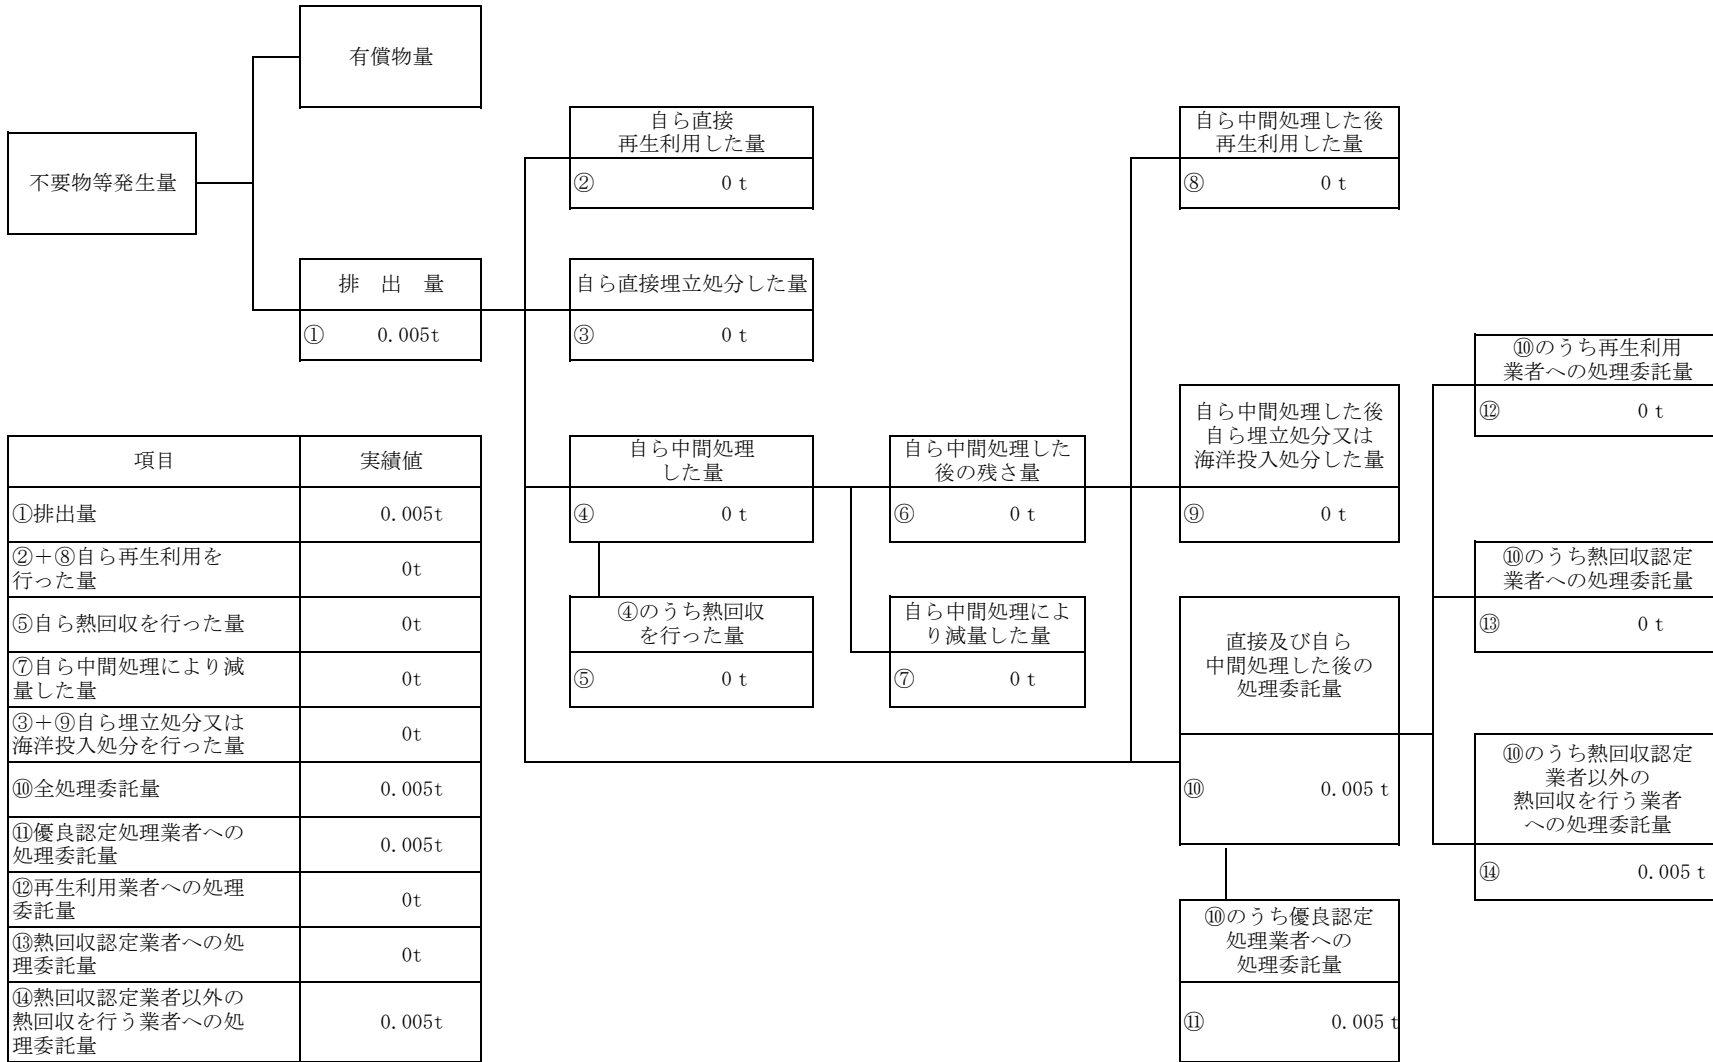 有償物量
不要物等発生量
排　出　量
① 0.005t
自ら直接
再生利用した量
② 0 t
自ら直接埋立処分した量
③ 0 t
自ら中間処理
した量
④ 0 t
④のうち熱回収
を行った量
⑤ 0 t
自ら中間処理した
後の残さ量
⑥ 0 t
自ら中間処理によ
り減量した量
⑦ 0 t
自ら中間処理した後
再生利用した量
⑧ 0 t
自ら中間処理した後
自ら埋立処分又は
海洋投入処分した量
⑨ 0 t
直接及び自ら
中間処理した後の
処理委託量
⑩ 0.005 t
⑩のうち優良認定
処理業者への
処理委託量
⑪ 0.005 t
⑩のうち再生利用
業者への処理委託量
⑫ 0 t
⑩のうち熱回収認定
業者への処理委託量
⑬ 0 t
⑩のうち熱回収認定
業者以外の
熱回収を行う業者
への処理委託量
⑭ 0.005 t
項目 実績値
①排出量 0.005t
②＋⑧自ら再生利用を
行った量 0t
⑤自ら熱回収を行った量 0t
⑦自ら中間処理により減
量した量 0t
③＋⑨自ら埋立処分又は
海洋投入処分を行った量 0t
⑩全処理委託量 0.005t
⑪優良認定処理業者への
処理委託量 0.005t
⑫再生利用業者への処理
委託量 0t
⑬熱回収認定業者への処
理委託量 0t
⑭熱回収認定業者以外の
熱回収を行う業者への処
理委託量 0.005t